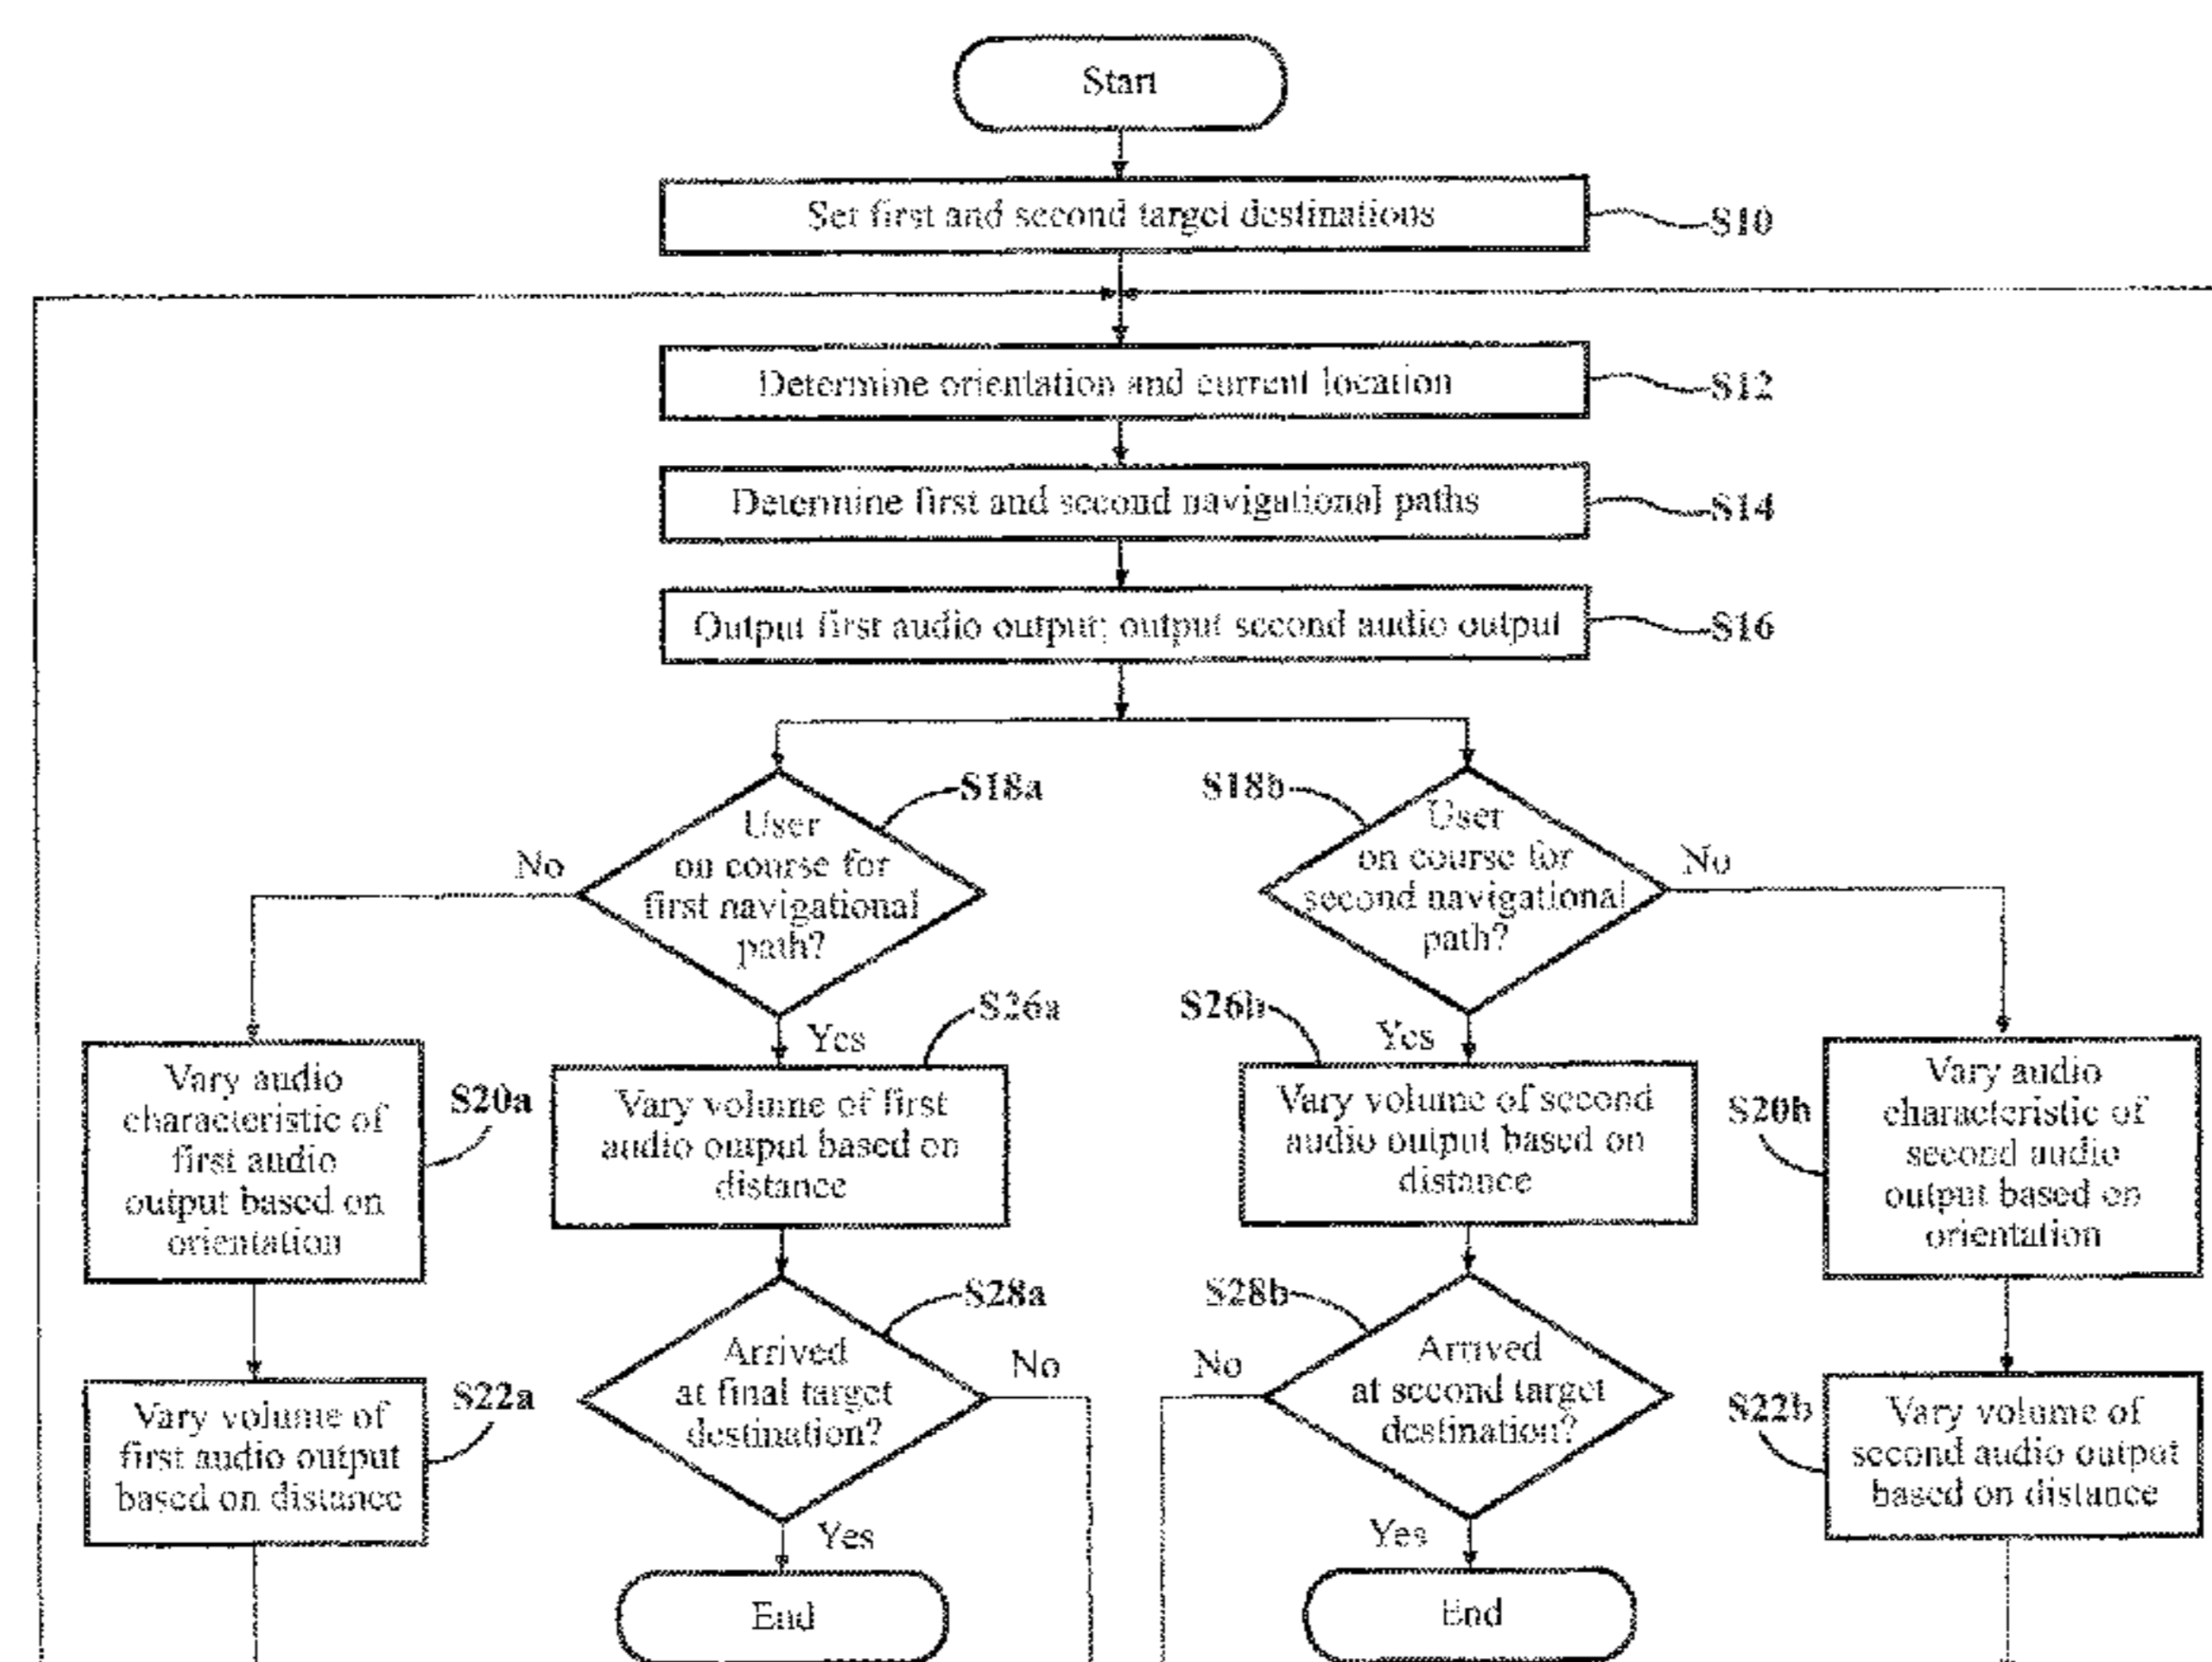 Start
Set first and second target destinations
S10
Determine orientation and current location
S12
Determine first and second navigational paths
S14
Output first audio output; output second audio output
S16
S18a
User
on course for
first navigational
path?
No
Yes
S18b
User
on course for
second navigational
path?
No
Yes
S20a
Vary audio
characteristic of
first audio
output based on
orientation
S26a
Vary volume of first
audio output based on
distance
S26b
Vary volume of second
audio output based on
distance
S20b
Vary audio
characteristic of
second audio
output based on
orientation
S22a
Vary volume of
first audio output
based on distance
S28a
Arrived
at final target
destination?
No
Yes
S28b
Arrived
at second target
destination?
No
Yes
S22b
Vary volume of
second audio output
based on distance
End
End